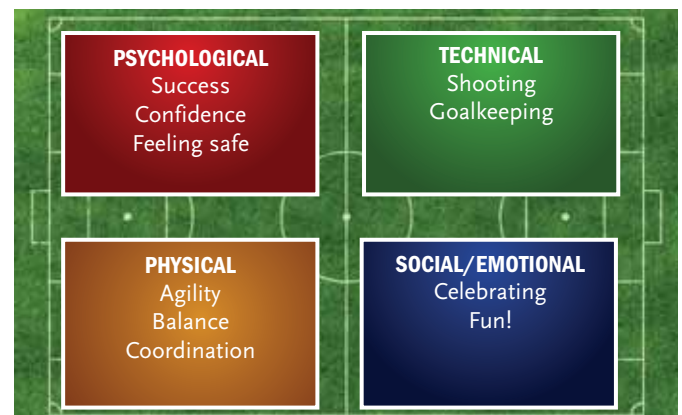 PSYCHOLOGICAL
Success
Confidence
Feeling safe
TECHNICAL
Shooting
Goalkeeping
PHYSICAL
Agility
Balance
Coordination
SOCIAL/EMOTIONAL
Celebrating
Fun!